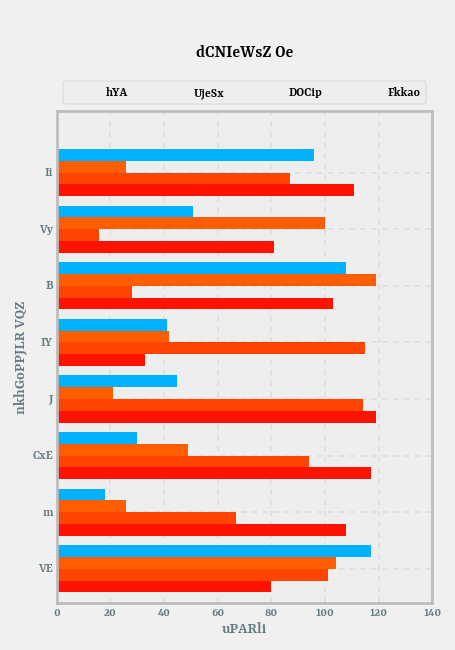 dCNIeWsZ Oe
hYA UjeSx DOCip Fkkao
Ii
Vy
B
IY
J
CxE
m
VE
nkhGoPPJLR VQZ
0 20 40 60 80 100 120 140
uPARli